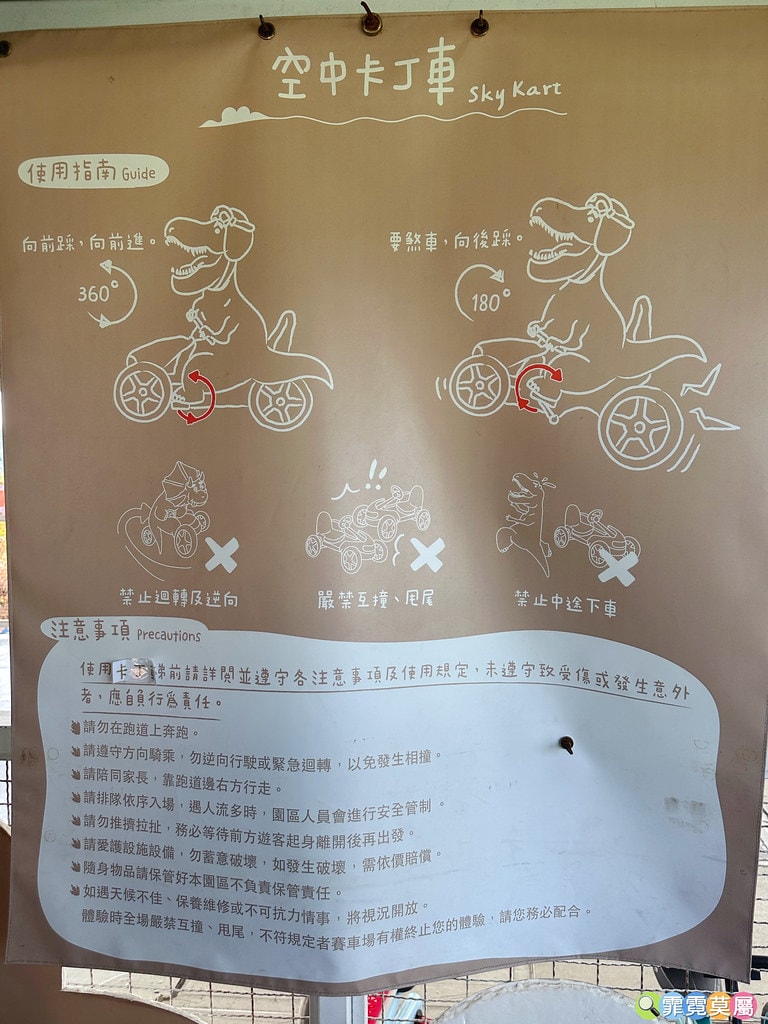 空中卡丁車 Sky Kart
使用指南 Guide
向前踩，向前進。
360°
要煞車，向後踩。
180°
!!
禁止迴轉及逆向
嚴禁互撞、甩尾
禁止中途下車
注意事項 Precautions
使用卡丁梯前請詳閱並遵守各注意事項及使用規定，未遵守致受傷或發生意外
者，應自負行為責任。
請勿在跑道上奔跑。
請遵守方向騎乘，勿逆向行駛或緊急迴轉，以免發生相撞。
請陪同家長，靠跑道邊右方行走。
請排隊依序入場，遇人流多時，園區人員會進行安全管制。
請勿推擠拉扯，務必等待前方遊客起身離開後再出發。
請愛護設施設備，勿蓄意破壞，如發生破壞，需依價賠償。
隨身物品請保管好本園區不負責保管責任。
如遇天候不佳、保養維修或不可抗力情事，將視況開放。
體驗時全場嚴禁互撞、甩尾，不符規定者賽車場有權終止您的體驗，請您務必配合。
霏霓莫屬